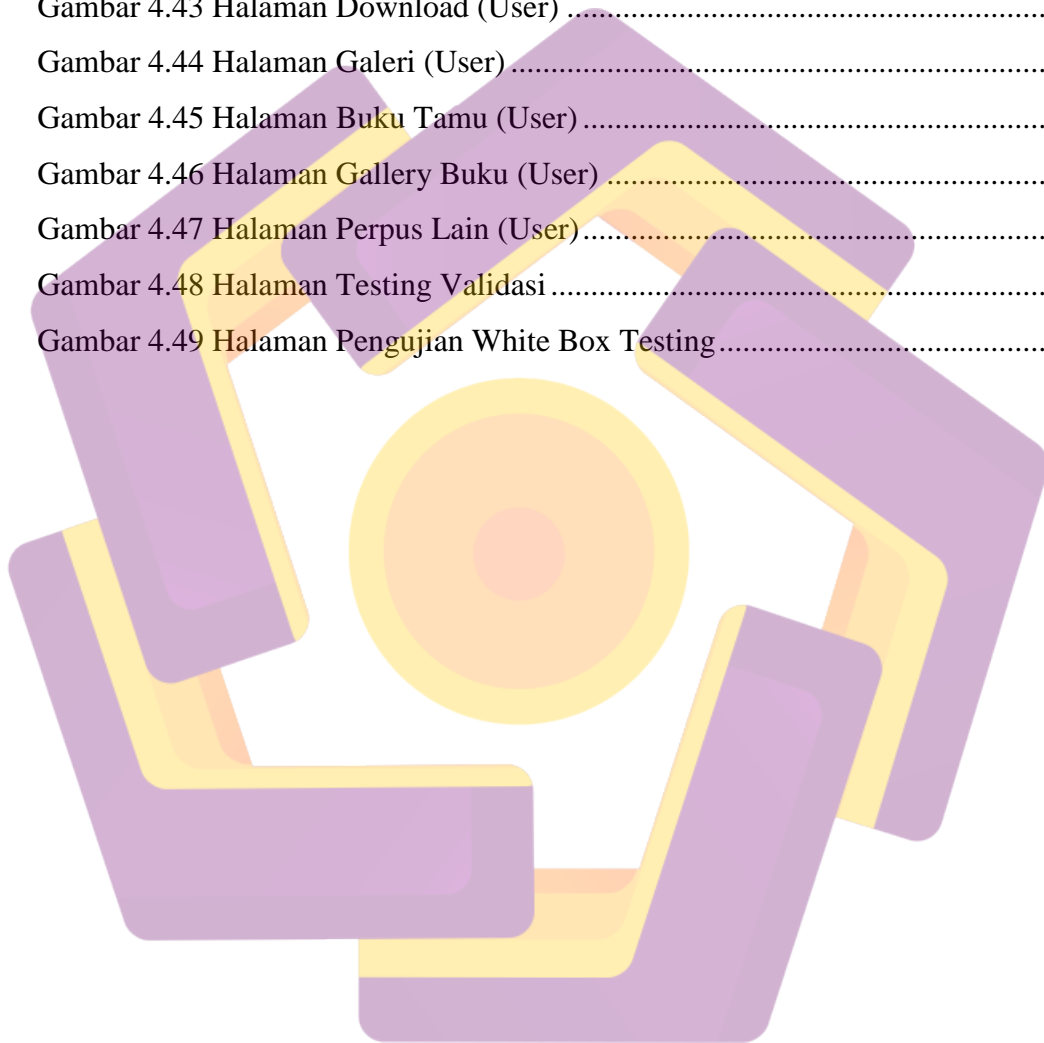 Gambar 4.43 Halaman Download (User) ............................................................
Gambar 4.44 Halaman Galeri (User) ...................................................................
Gambar 4.45 Halaman Buku Tamu (User) ..........................................................
Gambar 4.46 Halaman Gallery Buku (User) .......................................................
Gambar 4.47 Halaman Perpus Lain (User) ..........................................................
Gambar 4.48 Halaman Testing Validasi ..............................................................
Gambar 4.49 Halaman Pengujian White Box Testing .........................................